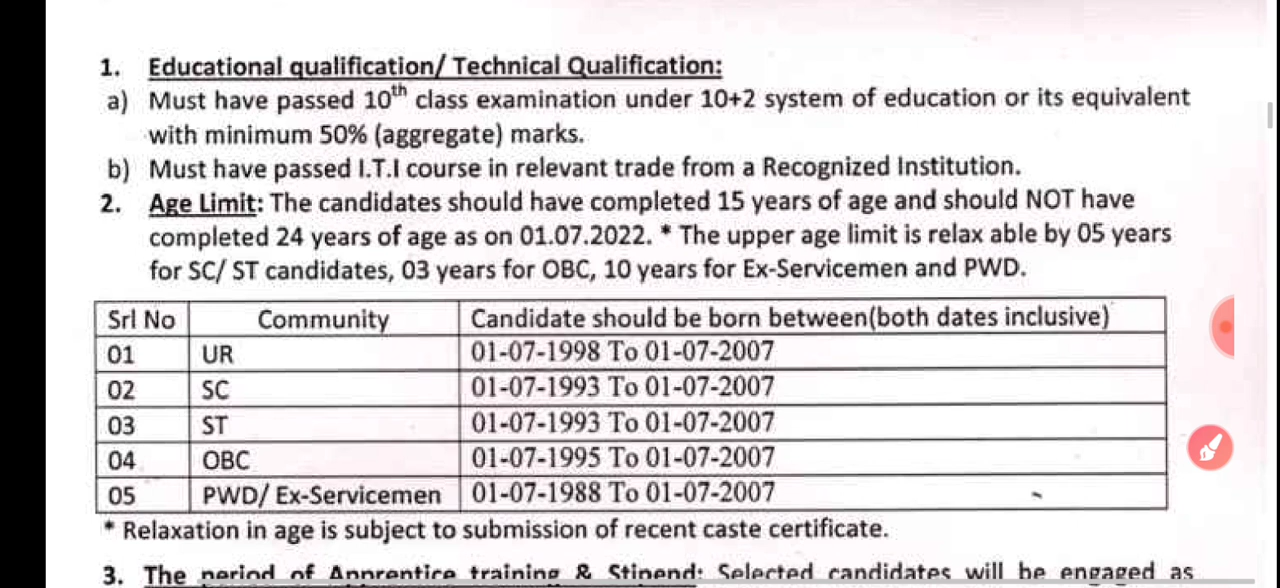 1. Educational qualification/ Technical Qualification:
a) Must have passed 10th class examination under 10+2 system of education or its equivalent
with minimum 50% (aggregate) marks.
b) Must have passed I.T.I course in relevant trade from a Recognized Institution.
2. Age Limit: The candidates should have completed 15 years of age and should NOT have
completed 24 years of age as on 01.07.2022. * The upper age limit is relax able by 05 years
for SC/ ST candidates, 03 years for OBC, 10 years for Ex-Servicemen and PWD.
Srl No Community Candidate should be born between(both dates inclusive)
01 UR 01-07-1998 To 01-07-2007
02 SC 01-07-1993 To 01-07-2007
03 ST 01-07-1993 To 01-07-2007
04 OBC 01-07-1995 To 01-07-2007
05 PWD/ Ex-Servicemen 01-07-1988 To 01-07-2007
* Relaxation in age is subject to submission of recent caste certificate.
3. The period of Apprentice training & Stipend: Selected candidates will be engaged as